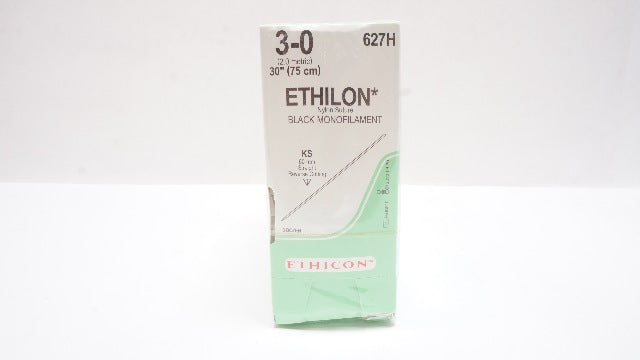 3-0
627H
(2.0 metric)
30" (75 cm)
ETHILON*
Nylon Suture
BLACK MONOFILAMENT
KS
60 mm
Straight
Reverse Cutting
ETHICON